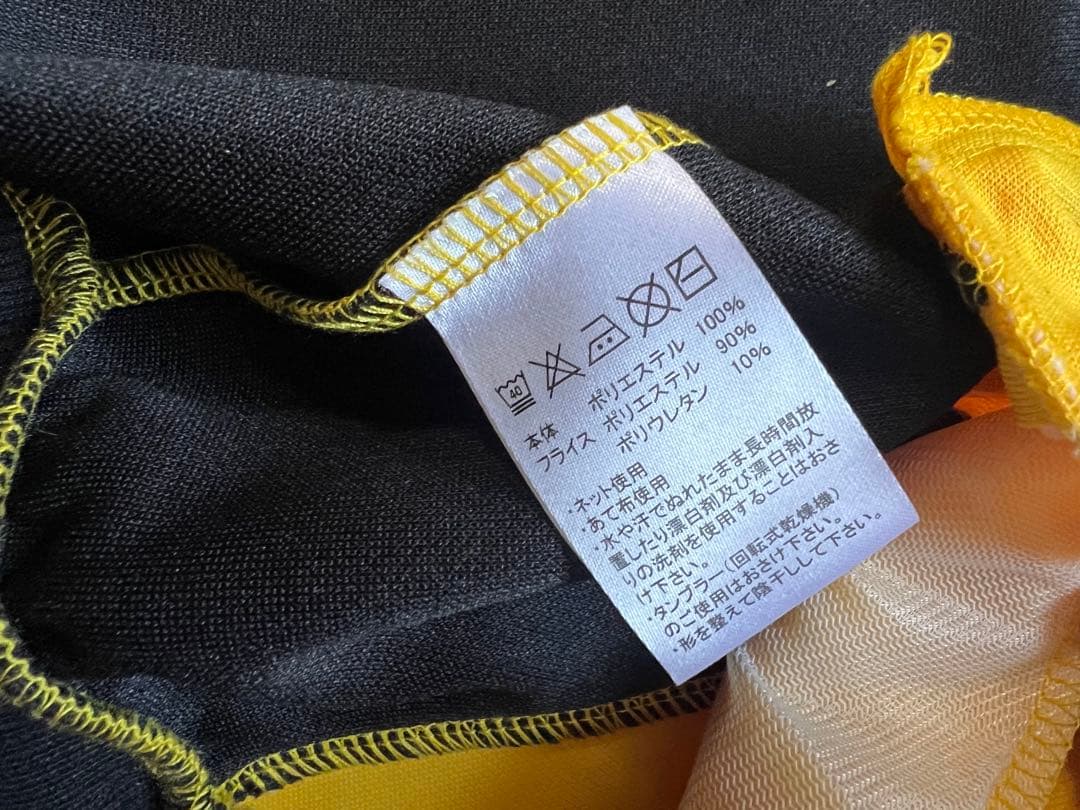 40
本体 ポリエステル 100%
フライス ポリエステル 90%
ポリウレタン 10%
・ネット使用
・あて布使用
・水や汗でぬれたまま長時間放
置したり漂白剤及び漂白剤入
りの洗剤を使用することはおさ
け下さい。
・タンブラー(回転式乾燥機)
のご使用はおさけ下さい。
・形を整えて陰干しして下さい。